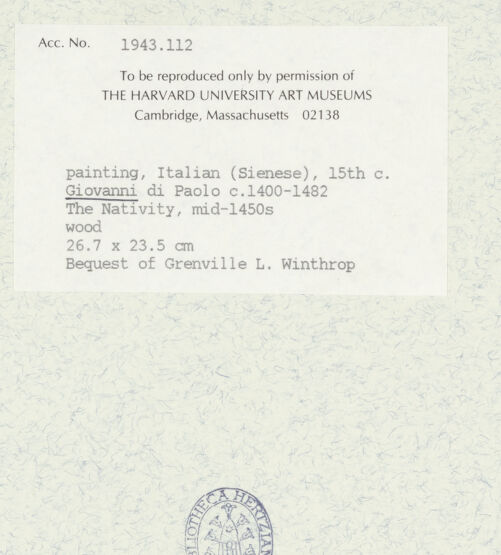 Acc. No. 1943.112
To be reproduced only by permission of
THE HARVARD UNIVERSITY ART MUSEUMS
Cambridge, Massachusetts 02138
painting, Italian (Sienese), 15th c.
Giovanni di Paolo c.1400-1482
The Nativity, mid-1450s
wood
26.7 x 23.5 cm
Bequest of Grenville L. Winthrop